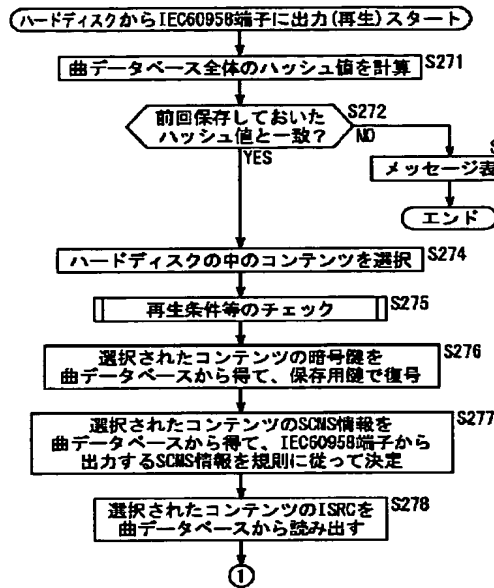 ハードディスクからIEC60958端子に出力(再生)スタート
曲データベース全体のハッシュ値を計算
S271
前回保存しておいた
ハッシュ値と一致?
S272
NO
YES
S
メッセージ表
エンド
ハードディスクの中のコンテンツを選択
S274
再生条件等のチェック
S275
選択されたコンテンツの暗号鍵を
曲データベースから得て、保存用鍵で復号
S276
選択されたコンテンツのSCMS情報を
曲データベースから得て、IEC60958端子から
出力するSCMS情報を規則に従って決定
S277
選択されたコンテンツのISRCを
曲データベースから読み出す
S278
1